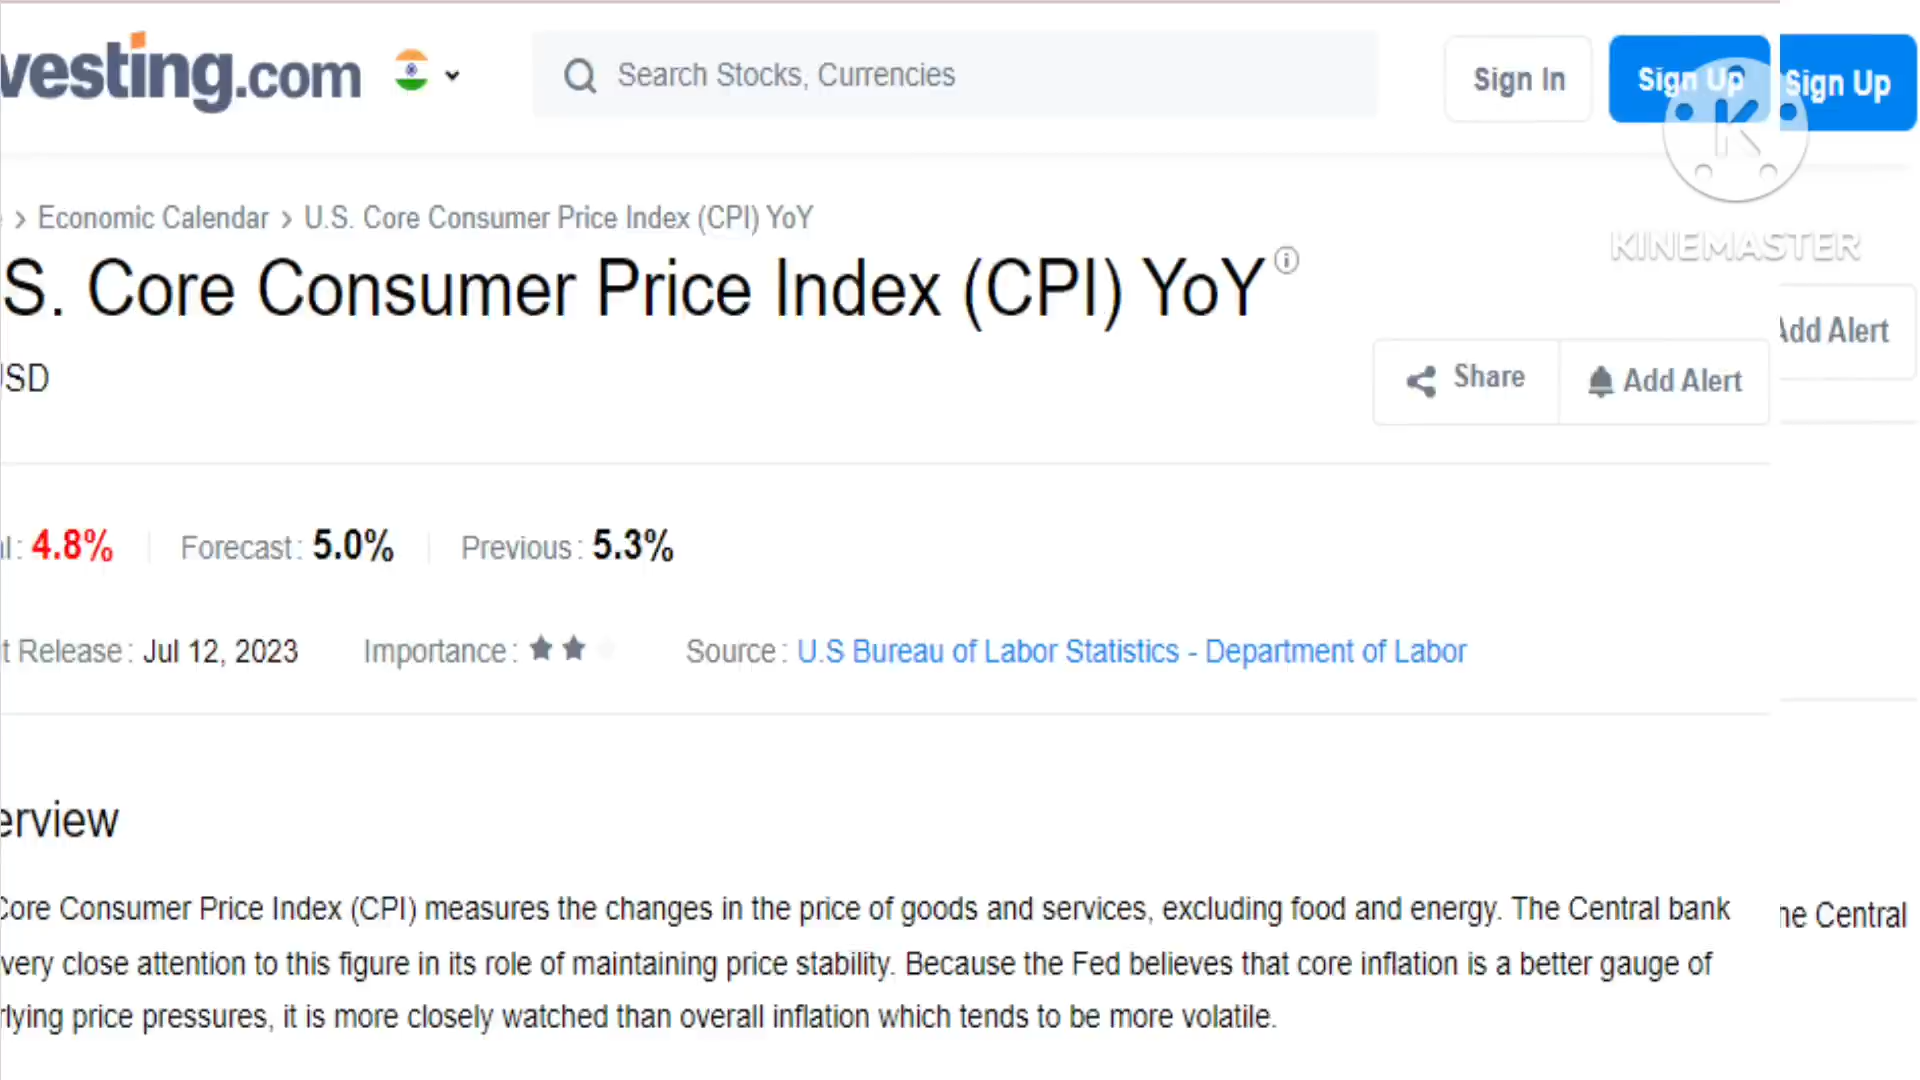 vesting.com
Search Stocks, Currencies
Sign In
Sign Up
Sign Up
KINEMASTER
> Economic Calendar > U.S. Core Consumer Price Index (CPI) YoY
S. Core Consumer Price Index (CPI) YoY
SD
Share
Add Alert
Add Alert
l: 4.8% Forecast: 5.0% Previous: 5.3%
t Release: Jul 12, 2023 Importance: Source: U.S Bureau of Labor Statistics - Department of Labor
erview
Core Consumer Price Index (CPI) measures the changes in the price of goods and services, excluding food and energy. The Central bank
he Central
very close attention to this figure in its role of maintaining price stability. Because the Fed believes that core inflation is a better gauge of
rlying price pressures, it is more closely watched than overall inflation which tends to be more volatile.